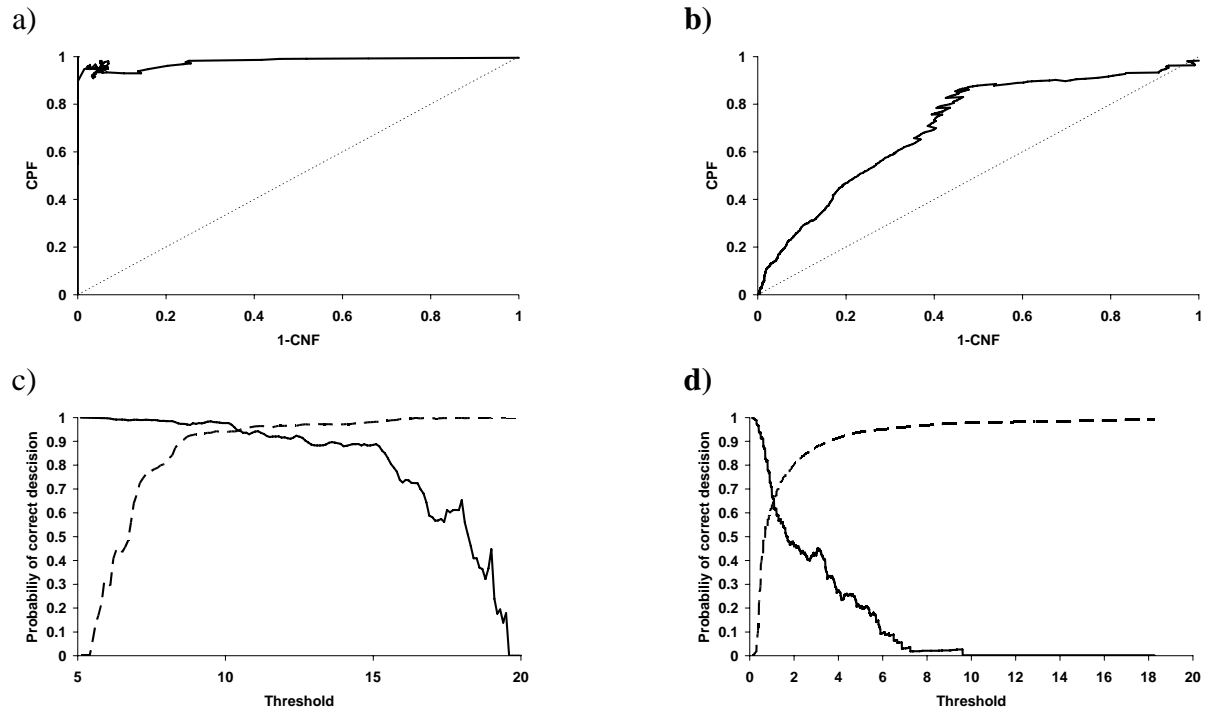 a)
b)
1
0.8
0.6
0.4
0.2
0
CPF
0 0.2 0.4 0.6 0.8 1
1-CNF
1
0.8
0.6
0.4
0.2
0
CPF
0 0.2 0.4 0.6 0.8 1
1-CNF
c)
d)
1
0.9
0.8
0.7
0.6
0.5
0.4
0.3
0.2
0.1
0
Probabiliy of correct descision
5 10 15 20
Threshold
1
0.9
0.8
0.7
0.6
0.5
0.4
0.3
0.2
0.1
0
Probabiliy of correct descision
0 2 4 6 8 10 12 14 16 18 20
Threshold